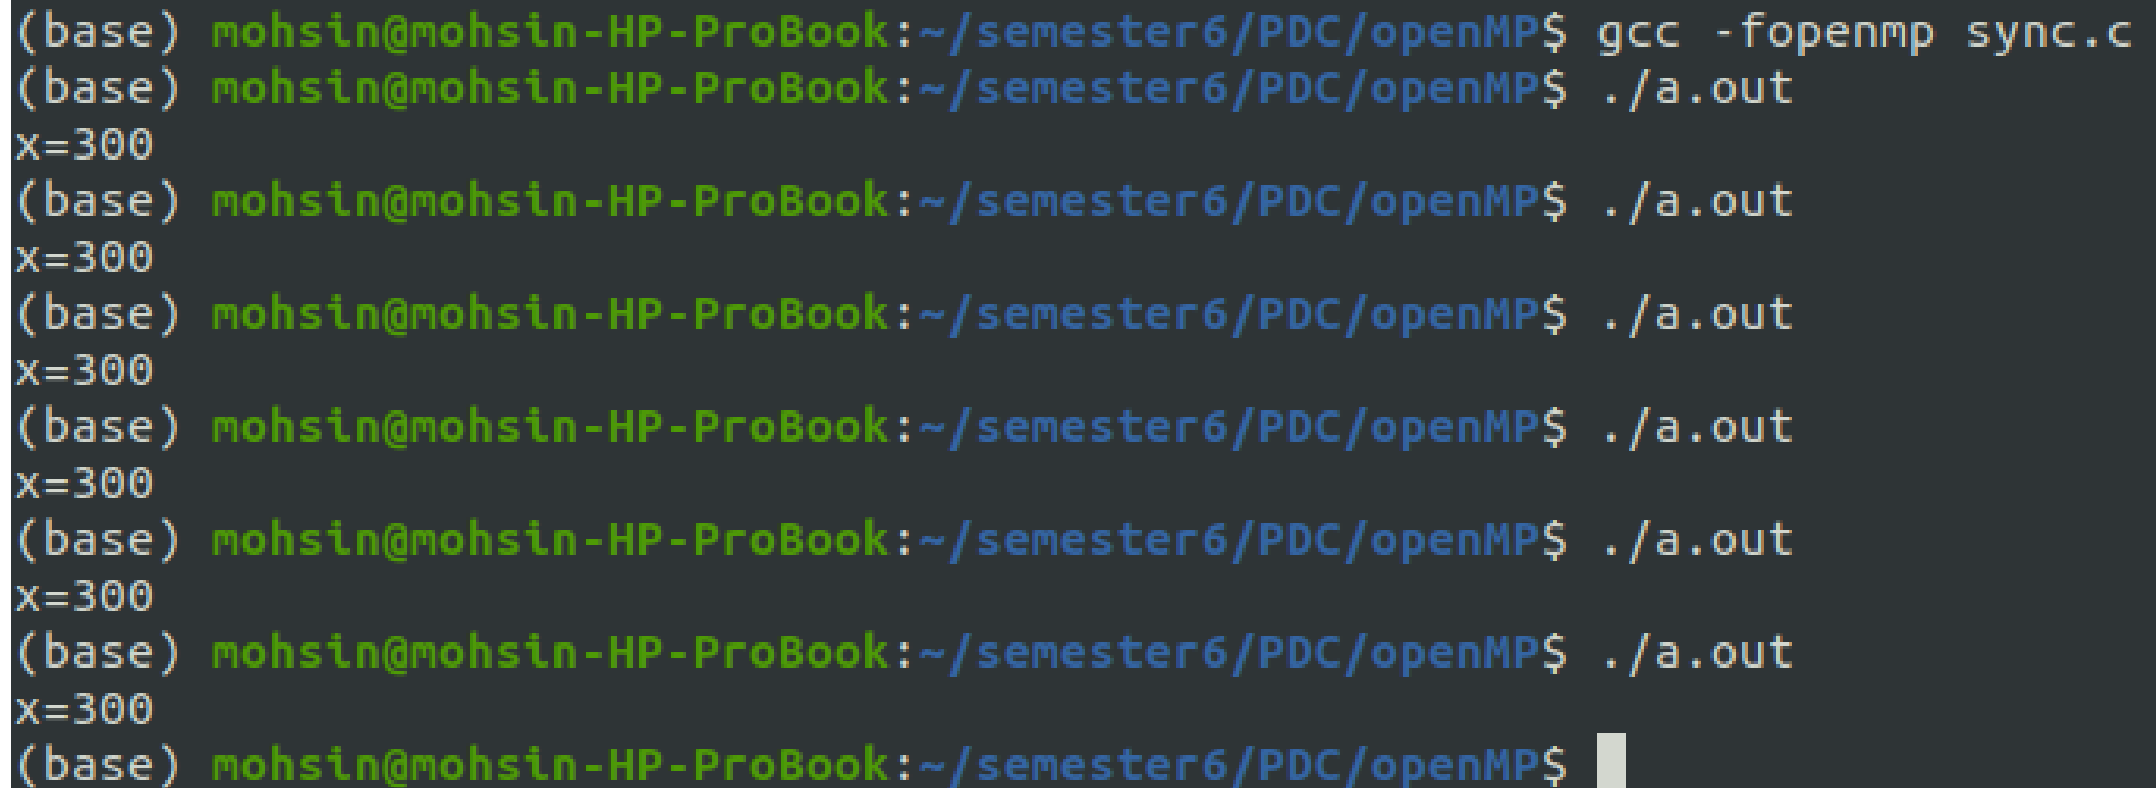 (base) mohsin@mohsin-HP-ProBook:~/semester6/PDC/openMP$ gcc -fopenmp sync.c
(base) mohsin@mohsin-HP-ProBook:~/semester6/PDC/openMP$ ./a.out
x=300
(base) mohsin@mohsin-HP-ProBook:~/semester6/PDC/openMP$ ./a.out
x=300
(base) mohsin@mohsin-HP-ProBook:~/semester6/PDC/openMP$ ./a.out
x=300
(base) mohsin@mohsin-HP-ProBook:~/semester6/PDC/openMP$ ./a.out
x=300
(base) mohsin@mohsin-HP-ProBook:~/semester6/PDC/openMP$ ./a.out
x=300
(base) mohsin@mohsin-HP-ProBook:~/semester6/PDC/openMP$ ./a.out
x=300
(base) mohsin@mohsin-HP-ProBook:~/semester6/PDC/openMP$